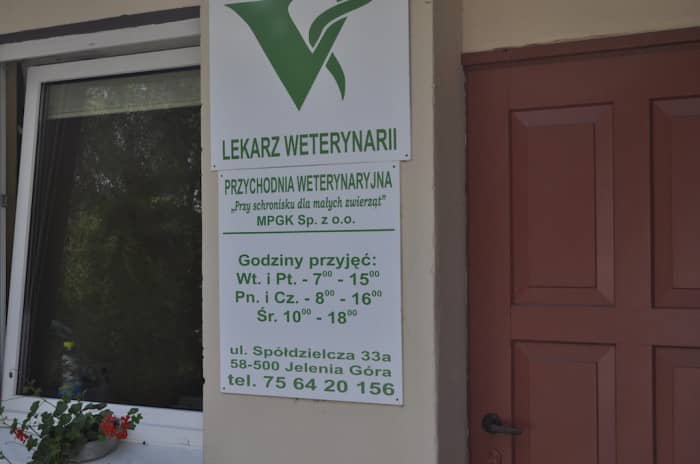 LEKARZ WETERYNARII
PRZYCHODNIA WETERYNARYJNA
„Przy schronisku dla małych zwierząt"
MPGK Sp. z o.o.
Godziny przyjęć:
Wt. i Pt. - 7⁰⁰ - 15⁰⁰
Pn. i Cz. - 8⁰⁰ - 16⁰⁰
Śr. 10⁰⁰ - 18⁰⁰
ul. Spółdzielcza 33a
58-500 Jelenia Góra
tel. 75 64 20 156